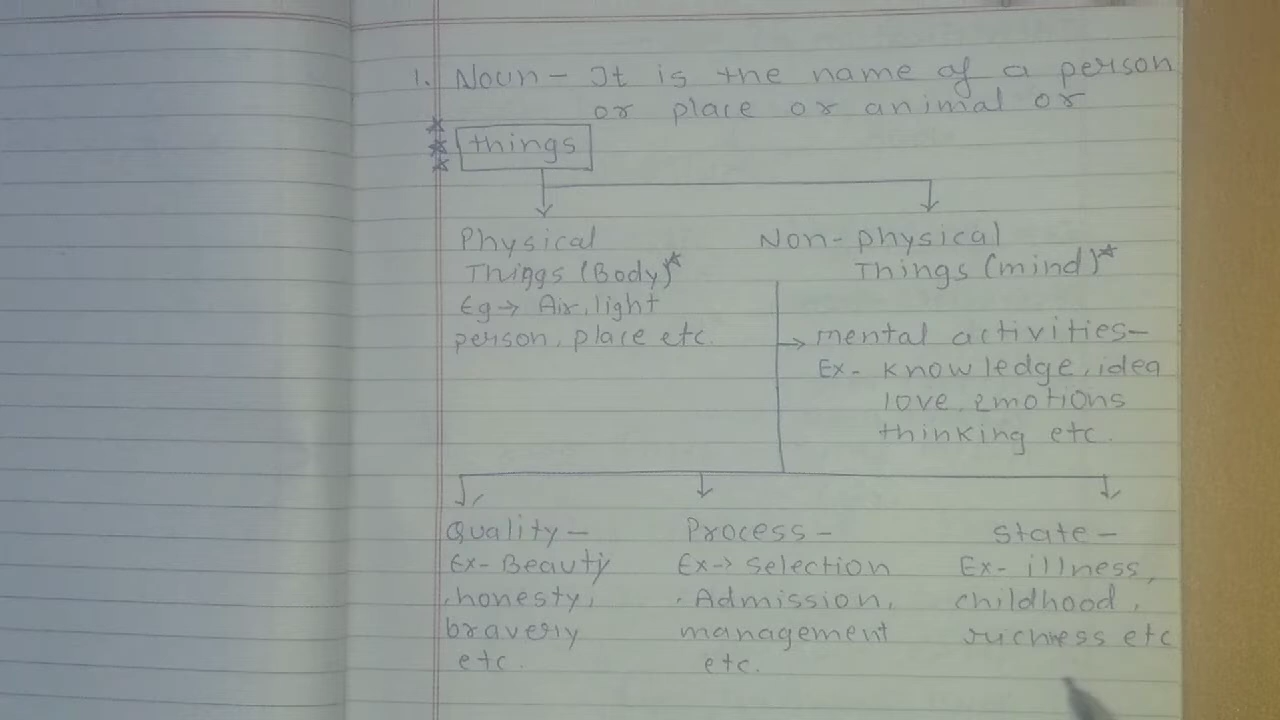 1. Noun - It is the name of a person
or place or animal or
things
Physical
Things (Body)*
Eg → Air, light
person, place etc.
Non-physical
Things (mind)*
→ mental activities-
Ex- Knowledge, idea
love, emotions
thinking etc.
Quality -
Ex- Beauty
honesty,
bravery
etc.
Process -
Ex → Selection
Admission,
management
etc.
State -
Ex- illness,
childhood,
richness etc